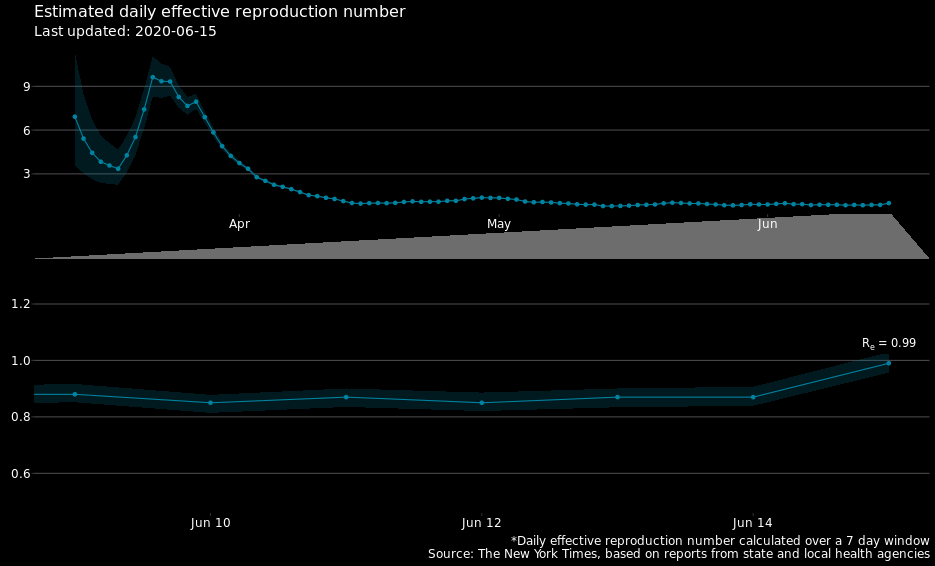 Estimated daily effective reproduction number
Last updated: 2020-06-15
9
6
3
Apr May Jun
1.2
Re = 0.99
1.0
0.8
0.6
Jun 10 Jun 12 Jun 14
*Daily effective reproduction number calculated over a 7 day window
Source: The New York Times, based on reports from state and local health agencies